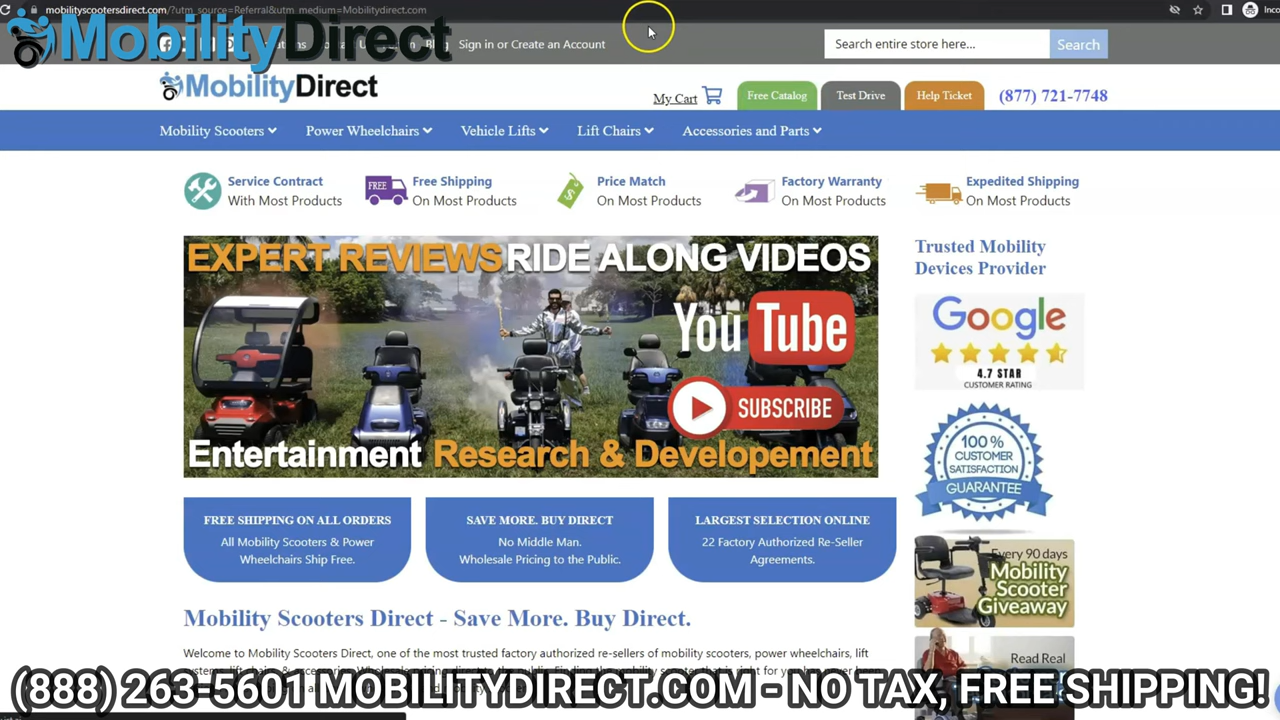 mobilityscootersdirect.com/?utm_source=Referral&utm_medium=Mobilitydirect.com
MobilityDirect
Blog Sign in or Create an Account
Search entire store here... Search
MobilityDirect
My Cart Free Catalog Test Drive Help Ticket (877) 721-7748
Mobility Scooters Power Wheelchairs Vehicle Lifts Lift Chairs Accessories and Parts
Service Contract
With Most Products
FREE
Free Shipping
On Most Products
Price Match
On Most Products
Factory Warranty
On Most Products
Expedited Shipping
On Most Products
EXPERT REVIEWS RIDE ALONG VIDEOS
YouTube
SUBSCRIBE
Entertainment Research & Developement
Trusted Mobility
Devices Provider
Google
4.7 STAR
CUSTOMER RATING
100%
CUSTOMER
SATISFACTION
GUARANTEE
Every 90 days
Mobility
Scooter
Giveaway
Read Real
FREE SHIPPING ON ALL ORDERS
All Mobility Scooters & Power
Wheelchairs Ship Free.
SAVE MORE. BUY DIRECT
No Middle Man.
Wholesale Pricing to the Public.
LARGEST SELECTION ONLINE
22 Factory Authorized Re-Seller
Agreements.
Mobility Scooters Direct - Save More. Buy Direct.
Welcome to Mobility Scooters Direct, one of the most trusted factory authorized re-sellers of mobility scooters, power wheelchairs, lift
(888) 263-5601 MOBILITYDIRECT.COM - NO TAX, FREE SHIPPING!